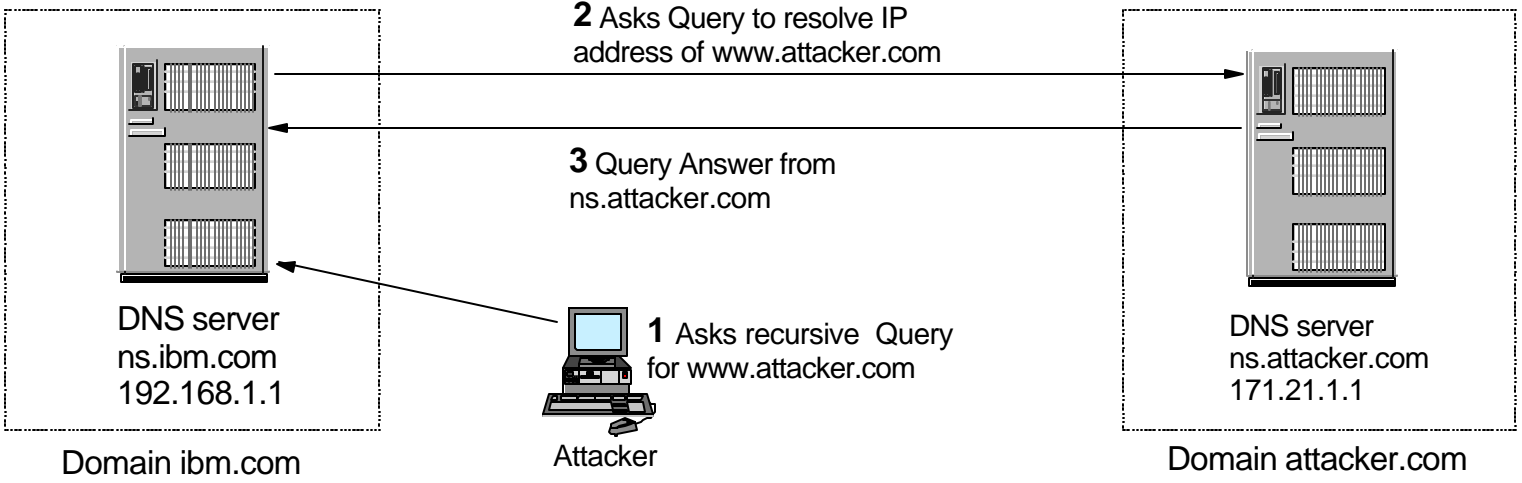 2 Asks Query to resolve IP
address of www.attacker.com
3 Query Answer from
ns.attacker.com
1 Asks recursive Query
for www.attacker.com
DNS server
ns.ibm.com
192.168.1.1
DNS server
ns.attacker.com
171.21.1.1
Domain ibm.com
Attacker
Domain attacker.com